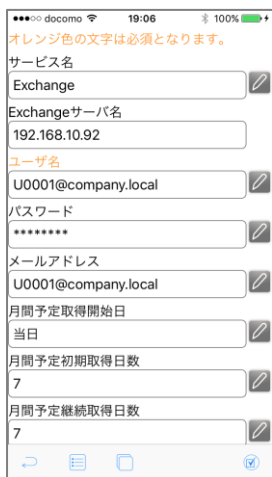 docomo 19:06 100%
オレンジ色の文字は必須となります。
サービス名
Exchange
Exchangeサーバ名
192.168.10.92
ユーザ名
U0001@company.local
パスワード
********
メールアドレス
U0001@company.local
月間予定取得開始日
当日
月間予定初期取得日数
7
月間予定継続取得日数
7